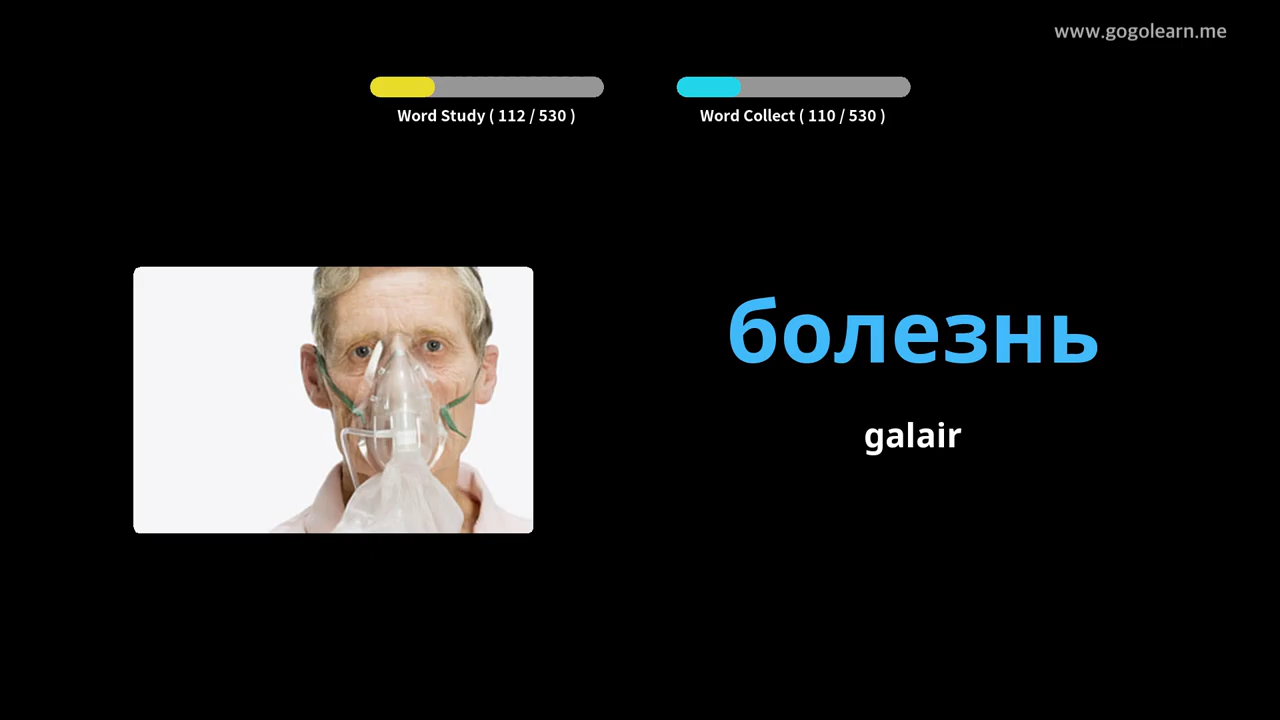 www.gogolearn.me
Word Study ( 112 / 530 )
Word Collect ( 110 / 530 )
болезнь
galair